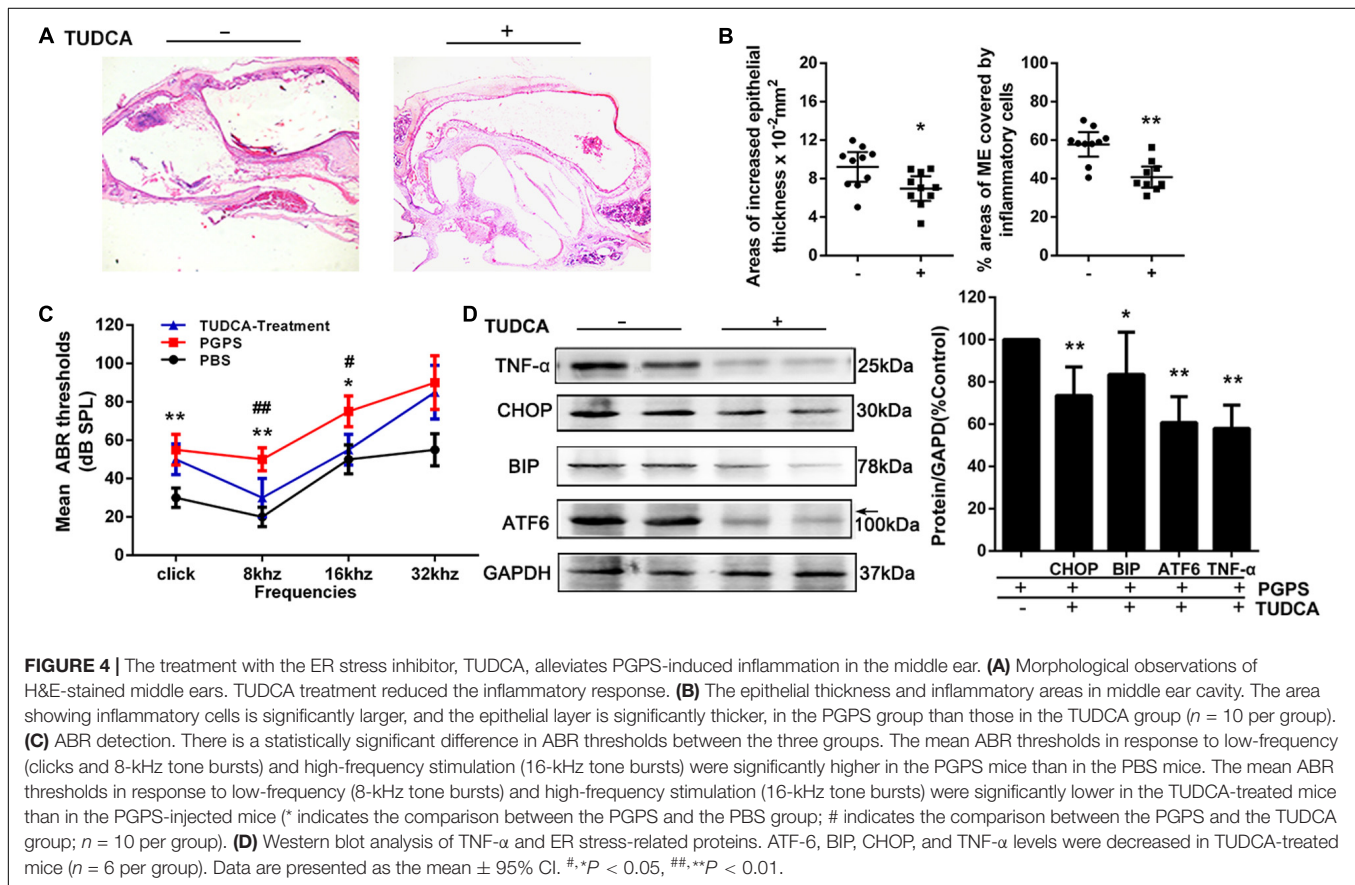 A
TUDCA
−
+
B
Areas of increased epithelial
thickness x 10-2mm2
16
12
8
4
0
*
-
+
% areas of ME covered by
inflammatory cells
100
80
60
40
20
0
**
-
+
C
Mean ABR thresholds
(dB SPL)
120
100
80
60
40
20
0
TUDCA-Treatment
PGPS
PBS
**
##
**
#
*
click
8khz
16khz
32khz
Frequencies
D
TUDCA
−
+
TNF-α
25kDa
CHOP
30kDa
BIP
78kDa
ATF6
100kDa
GAPDH
37kDa
Protein/GAPD(%Control)
120
100
80
60
40
20
0
**
*
**
**
CHOP BIP ATF6 TNF-α
+ + + + + PGPS
- + + + + TUDCA
FIGURE 4 | The treatment with the ER stress inhibitor, TUDCA, alleviates PGPS-induced inflammation in the middle ear. (A) Morphological observations of
H&E-stained middle ears. TUDCA treatment reduced the inflammatory response. (B) The epithelial thickness and inflammatory areas in middle ear cavity. The area
showing inflammatory cells is significantly larger, and the epithelial layer is significantly thicker, in the PGPS group than those in the TUDCA group (n = 10 per group).
(C) ABR detection. There is a statistically significant difference in ABR thresholds between the three groups. The mean ABR thresholds in response to low-frequency
(clicks and 8-kHz tone bursts) and high-frequency stimulation (16-kHz tone bursts) were significantly higher in the PGPS mice than in the PBS mice. The mean ABR
thresholds in response to low-frequency (8-kHz tone bursts) and high-frequency stimulation (16-kHz tone bursts) were significantly lower in the TUDCA-treated mice
than in the PGPS-injected mice (* indicates the comparison between the PGPS and the PBS group; # indicates the comparison between the PGPS and the TUDCA
group; n = 10 per group). (D) Western blot analysis of TNF-α and ER stress-related proteins. ATF-6, BIP, CHOP, and TNF-α levels were decreased in TUDCA-treated
mice (n = 6 per group). Data are presented as the mean ± 95% CI. #,*P < 0.05, ##,**P < 0.01.